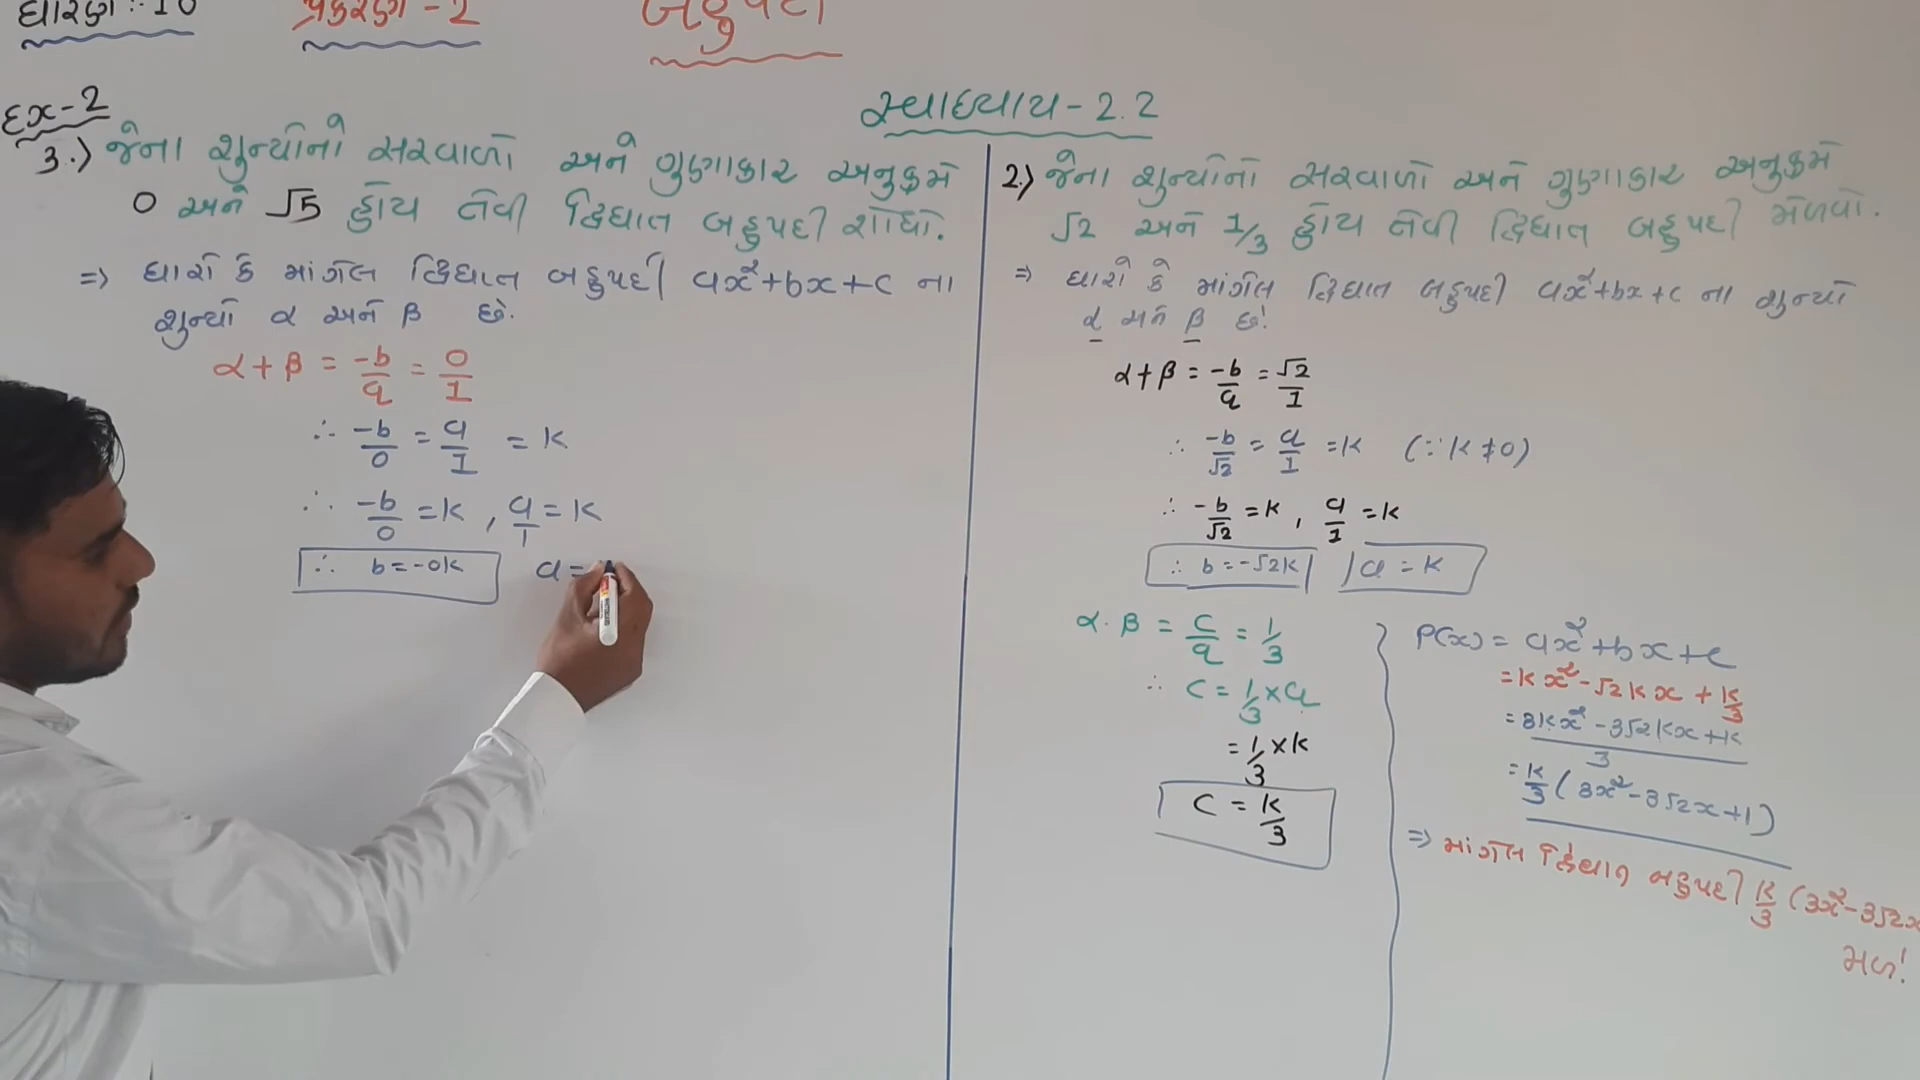 ધોરણ :- 10 પ્રકરણ - 2 બહુપદી
સ્વાધ્યાય - 2.2
Ex-2
3.) જેના શુન્યોનો સરવાળો અને ગુણાકાર અનુક્રમે
0 અને √5 હોય તેવી દ્વિઘાત બહુપદી શોધો.
=> ધારો કે માંગેલ દ્વિઘાત બહુપદી ax²+bx+c ના
શુન્યો α અને β છે.
α+β = -b/a = 0/1
∴ -b/0 = a/1 = k
∴ -b/0 = k , a/1 = k
∴ b = -0k a =
2.) જેના શુન્યોનો સરવાળો અને ગુણાકાર અનુક્રમે
√2 અને 1/3 હોય તેવી દ્વિઘાત બહુપદી મેળવો.
=> ધારો કે માંગેલ દ્વિઘાત બહુપદી ax²+bx+c ના શુન્યો
α અને β છે.
α+β = -b/a = √2/1
∴ -b/√2 = a/1 = k (∵ k ≠ 0)
∴ -b/√2 = k , a/1 = k
∴ b = -√2k a = k
α.β = c/a = 1/3
∴ c = 1/3 × a
= 1/3 × k
c = k/3
P(x) = ax²+bx+c
= kx² - √2kx + k/3
= 3kx² - 3√2kx + k / 3
= k/3 (3x² - 3√2x + 1)
=> માંગેલ દ્વિઘાત બહુપદી k/3 (3x² - 3√2x
મળે!